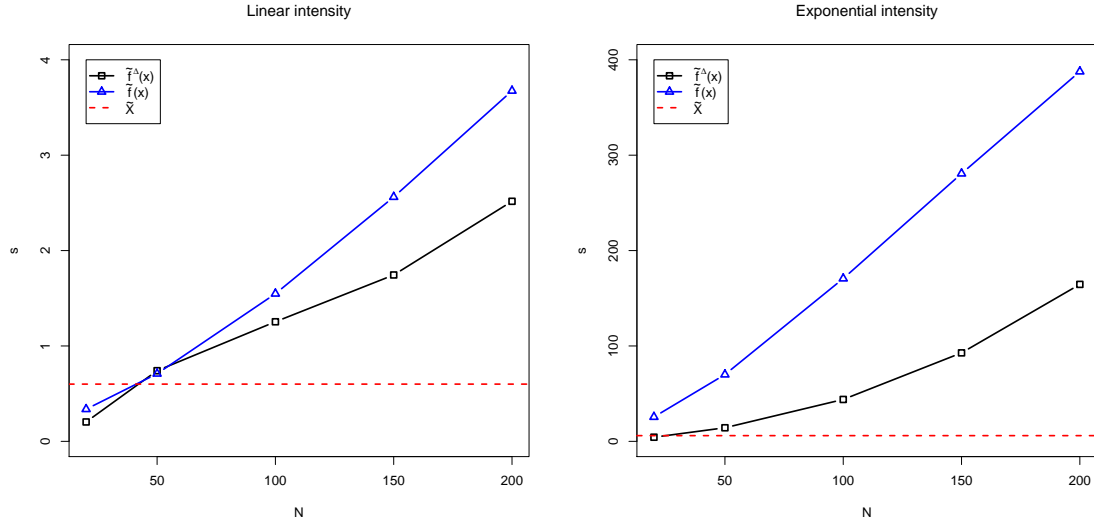 Linear intensity
4
3
2
1
0
s
50
100
150
200
N
f̃^Δ(x)
f̃(x)
X̃
Exponential intensity
400
300
200
100
0
s
50
100
150
200
N
f̃^Δ(x)
f̃(x)
X̃